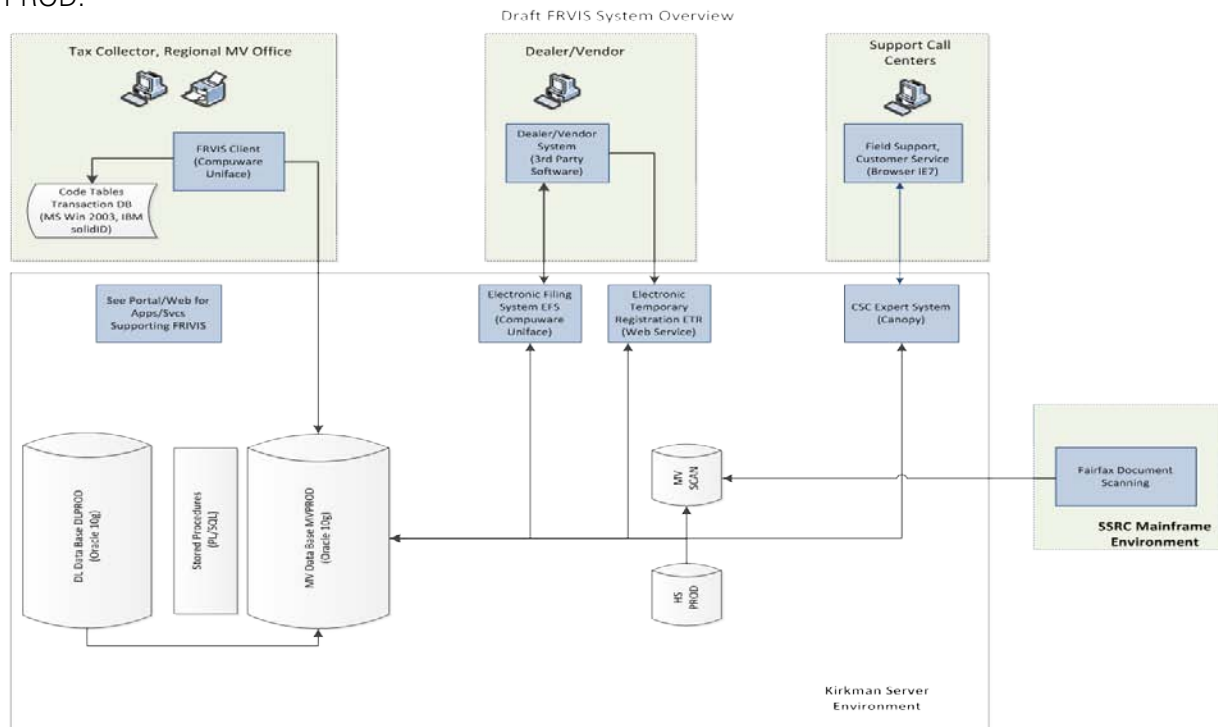 PROD.
Draft FRVIS System Overview
Tax Collector, Regional MV Office
FRVIS Client
(Compuware
Uniface)
Code Tables
Transaction DB
(MS Win 2003, IBM
solidID)
Dealer/Vendor
Dealer/Vendor
System
(3rd Party
Software)
Support Call
Centers
Field Support,
Customer Service
(Browser IE7)
See Portal/Web for
Apps/Svcs
Supporting FRIVIS
Electronic Filing
System EFS
(Compuware
Uniface)
Electronic
Temporary
Registration ETR
(Web Service)
CSC Expert System
(Canopy)
DL Data Base DLPROD
(Oracle 10g)
Stored Procedures
(PL/SQL)
MV Data Base MVPROD
(Oracle 10g)
MV
SCAN
HS
PROD
Fairfax Document
Scanning
SSRC Mainframe
Environment
Kirkman Server
Environment